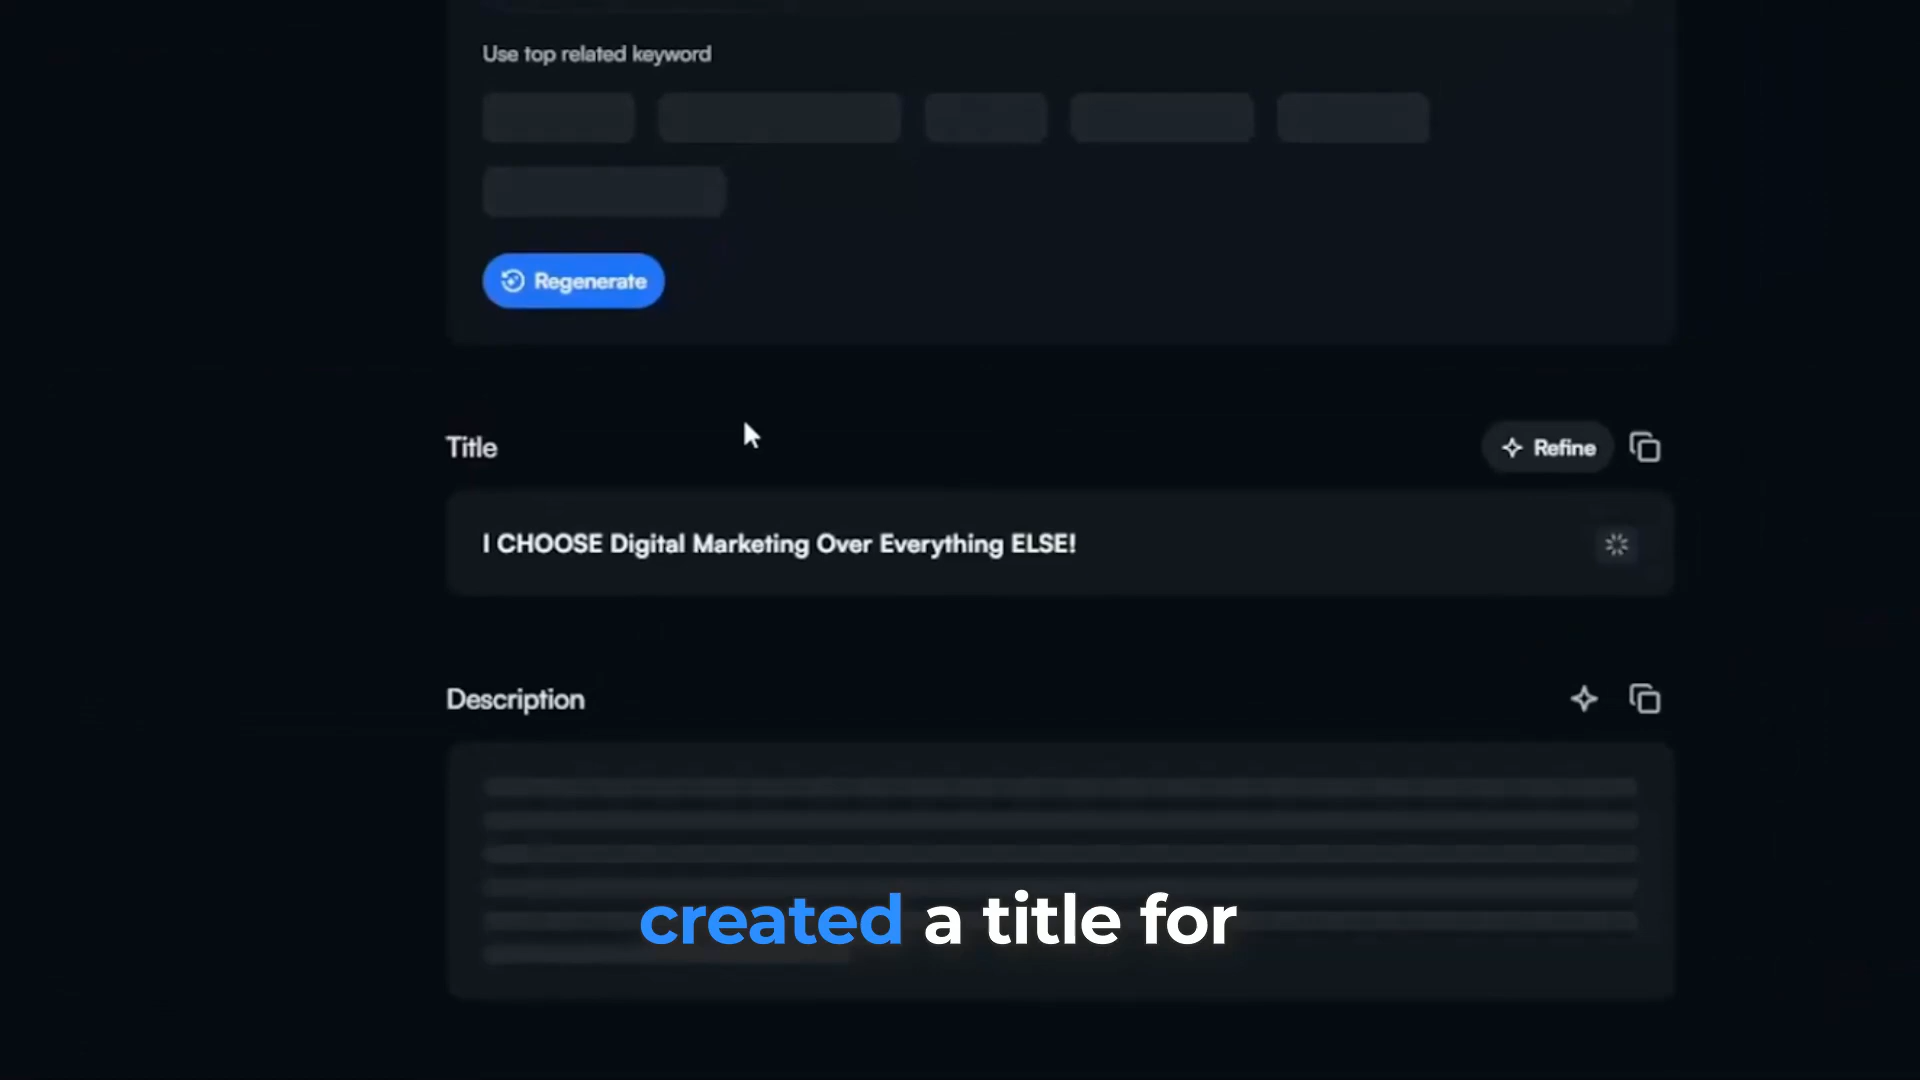 Use top related keyword
Regenerate
Title
Refine
I CHOOSE Digital Marketing Over Everything ELSE!
Description
created a title for